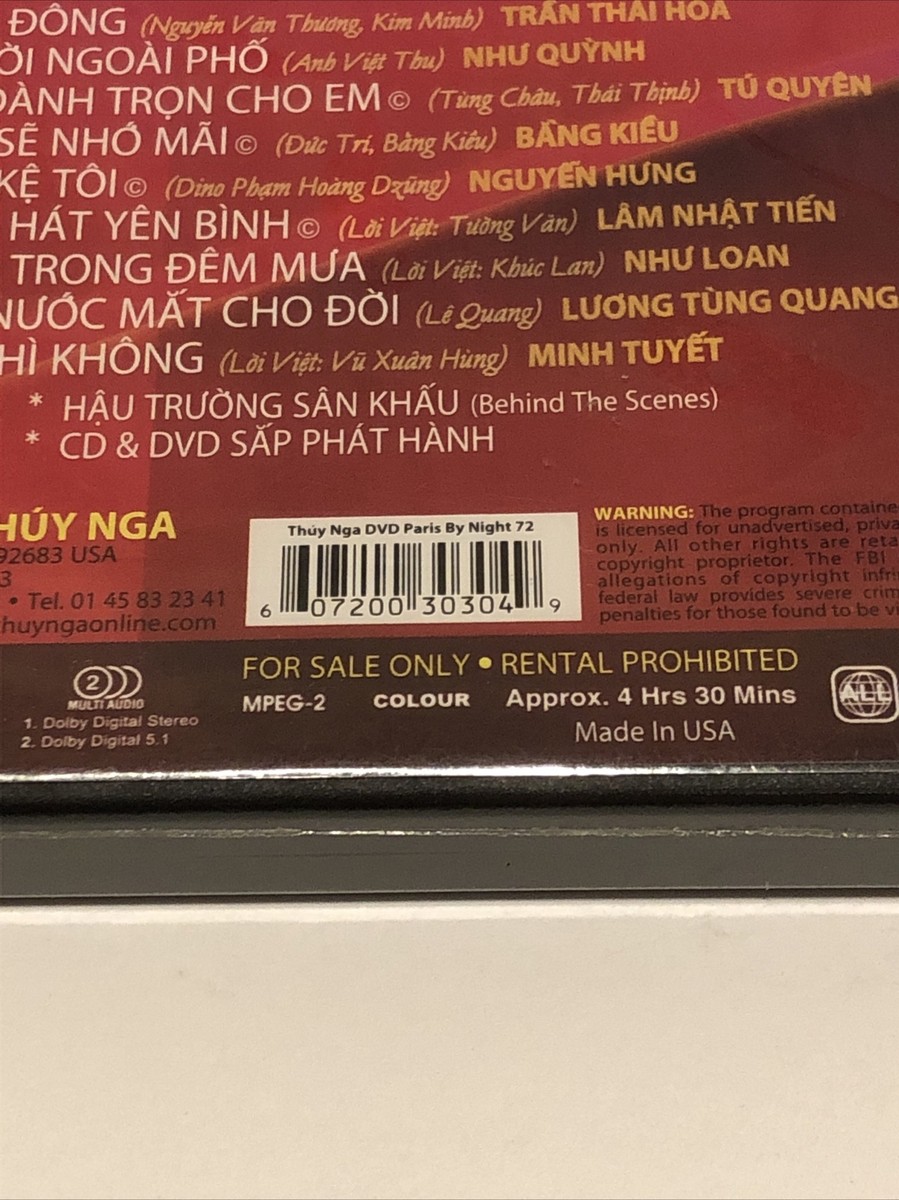 ĐÔNG (Nguyễn Văn Thương, Kim Minh) TRẦN THÁI HÒA
ỜI NGOÀI PHỐ (Anh Việt Thu) NHƯ QUỲNH
DÀNH TRỌN CHO EM © (Tùng Châu, Thái Thịnh) TÚ QUYÊN
SẼ NHỚ MÃI © (Đức Trí, Bằng Kiều) BẰNG KIỀU
KỆ TÔI © (Dino Phạm Hoàng Dzũng) NGUYỄN HƯNG
HÁT YÊN BÌNH © (Lời Việt: Tường Văn) LÂM NHẬT TIẾN
TRONG ĐÊM MƯA (Lời Việt: Khúc Lan) NHƯ LOAN
NƯỚC MẮT CHO ĐỜI (Lê Quang) LƯƠNG TÙNG QUANG
HÌ KHÔNG (Lời Việt: Vũ Xuân Hùng) MINH TUYẾT
* HẬU TRƯỜNG SÂN KHẤU (Behind The Scenes)
* CD & DVD SẮP PHÁT HÀNH
HÚY NGA
92683 USA
3
• Tel. 01 45 83 23 41
huyngaonline.com
Thúy Nga DVD Paris By Night 72
6 07200 30304 9
WARNING: The program containe
is licensed for unadvertised, priva
only. All other rights are reta
copyright proprietor. The FBI
allegations of copyright infri
federal law provides severe crim
penalties for those found to be vi
2
MULTI AUDIO
1. Dolby Digital Stereo
2. Dolby Digital 5.1
FOR SALE ONLY • RENTAL PROHIBITED
MPEG-2 COLOUR Approx. 4 Hrs 30 Mins
Made In USA
ALL